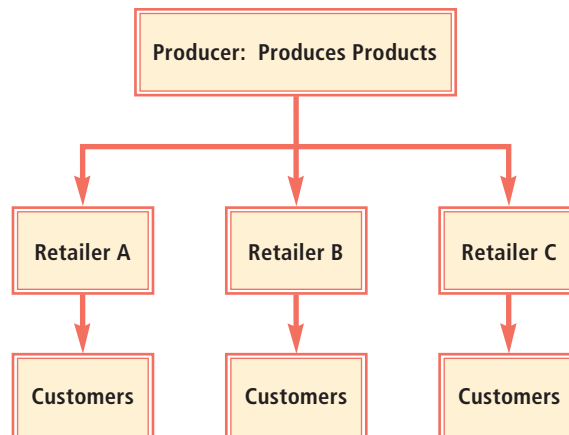 Producer: Produces Products
Retailer A
Retailer B
Retailer C
Customers
Customers
Customers